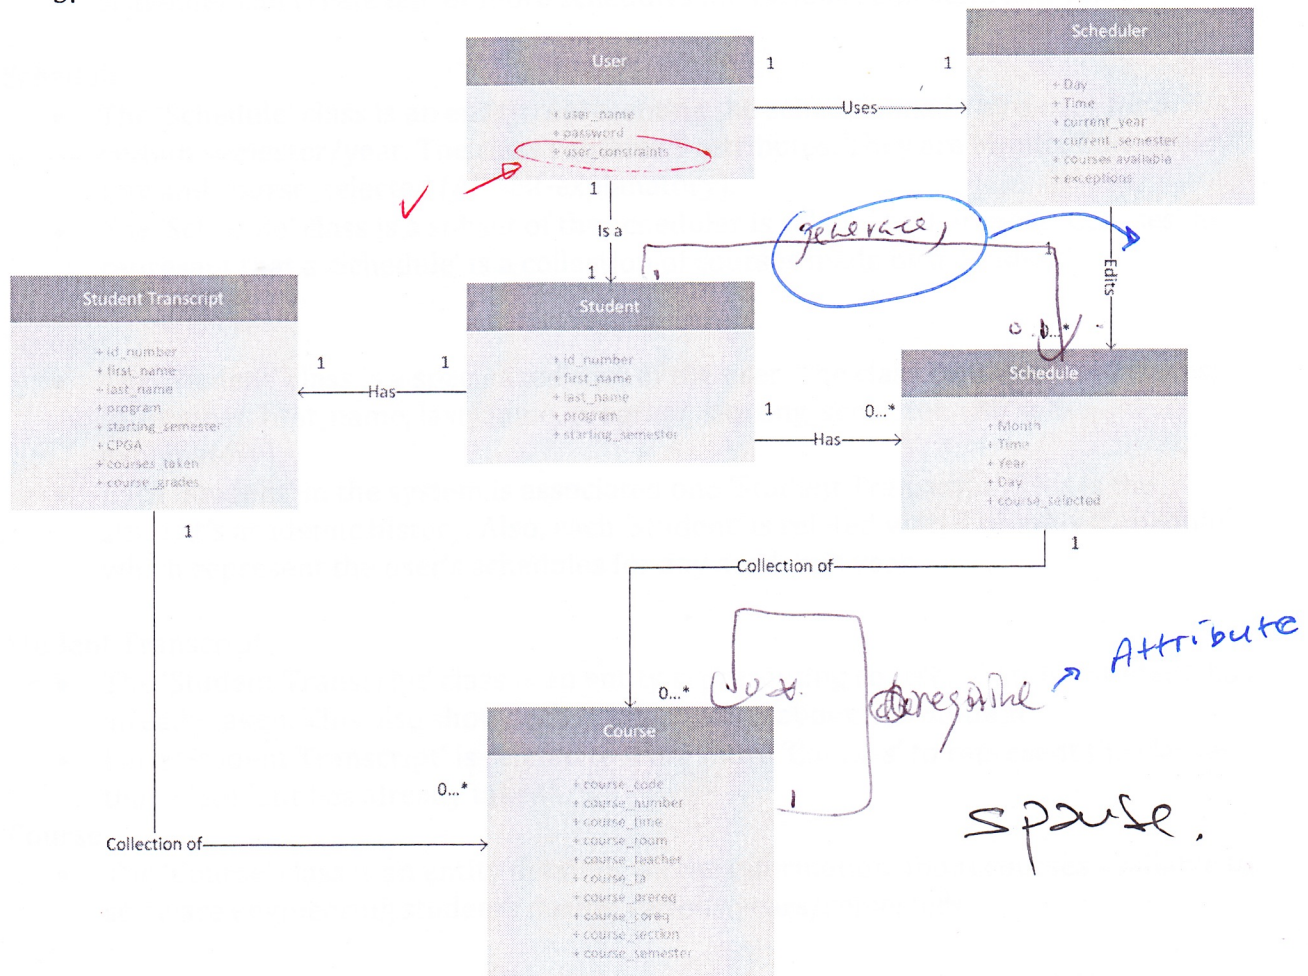 User
+ user_name
+ password
+ user_constraints
1
1
Uses
Scheduler
+ Day
+ Time
+ current_year
+ current_semester
+ courses available
+ exceptions
1
Is a
1
generate
1
Edits
0...*
Student Transcript
+ id_number
+ first_name
+ last_name
+ program
+ starting_semester
+ CPGA
+ courses_taken
+ course_grades
1
1
Has
Student
+ id_number
+ first_name
+ last_name
+ program
+ starting_semester
1
0...*
Has
Schedule
+ Month
+ Time
+ Year
+ Day
+ course_selected
1
1
Collection of
Attribute
0...*
Course
+ course_code
+ course_number
+ course_time
+ course_room
+ course_teacher
+ course_ta
+ course_prereq
+ course_coreq
+ course_section
+ course_semester
1
0...*
Collection of